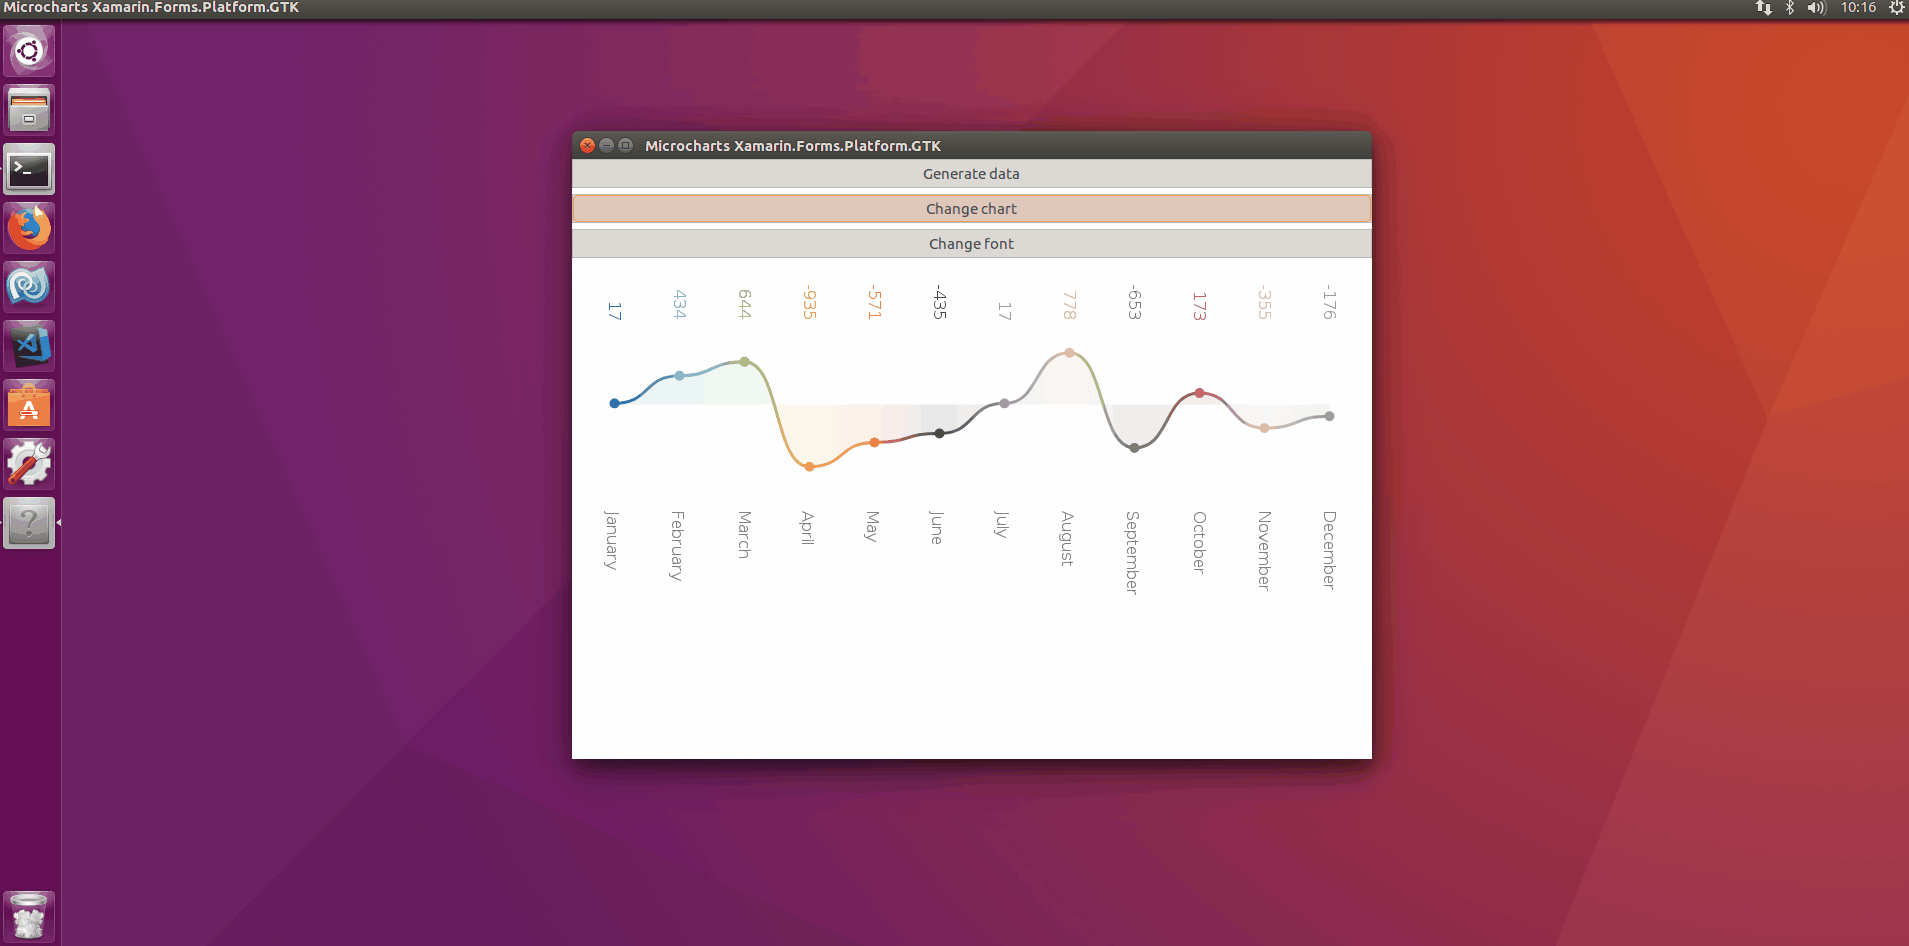 Microcharts Xamarin.Forms.Platform.GTK
10:16
Microcharts Xamarin.Forms.Platform.GTK
Generate data
Change chart
Change font
17 434 644 -935 -571 -435 17 778 -653 173 -355 -176
January February March April May June July August September October November December